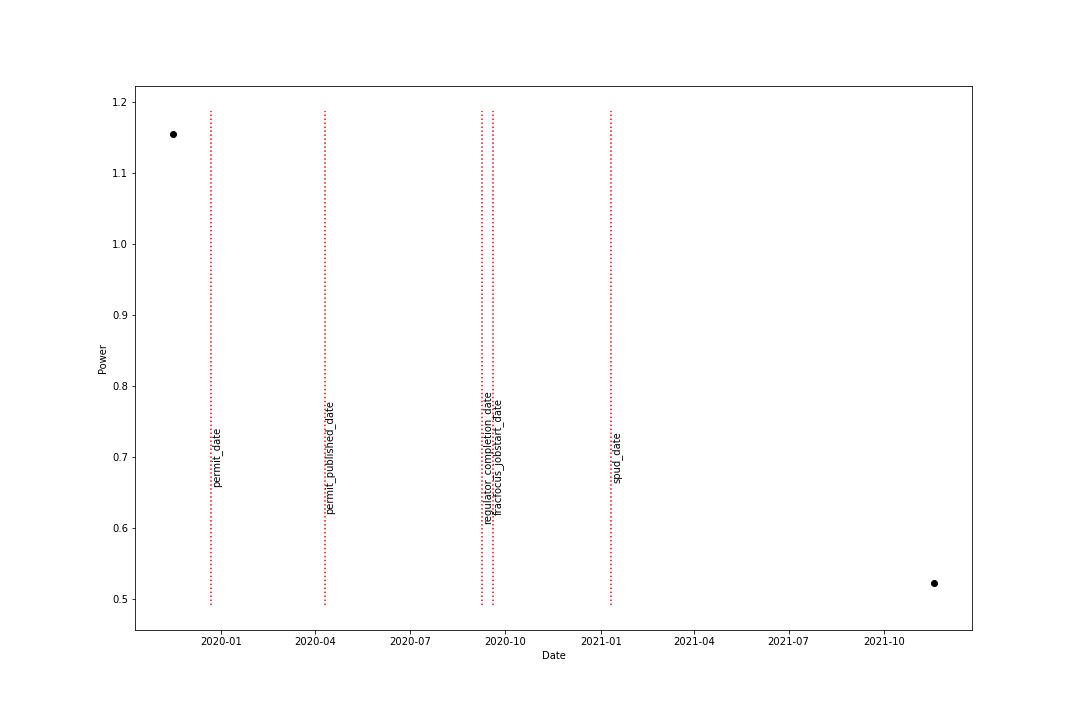 1.2
1.1
1.0
0.9
0.8
0.7
0.6
0.5
Power
permit_date
permit_published_date
regulator_completion_date
fracfocus_jobstart_date
spud_date
2020-01
2020-04
2020-07
2020-10
2021-01
2021-04
2021-07
2021-10
Date